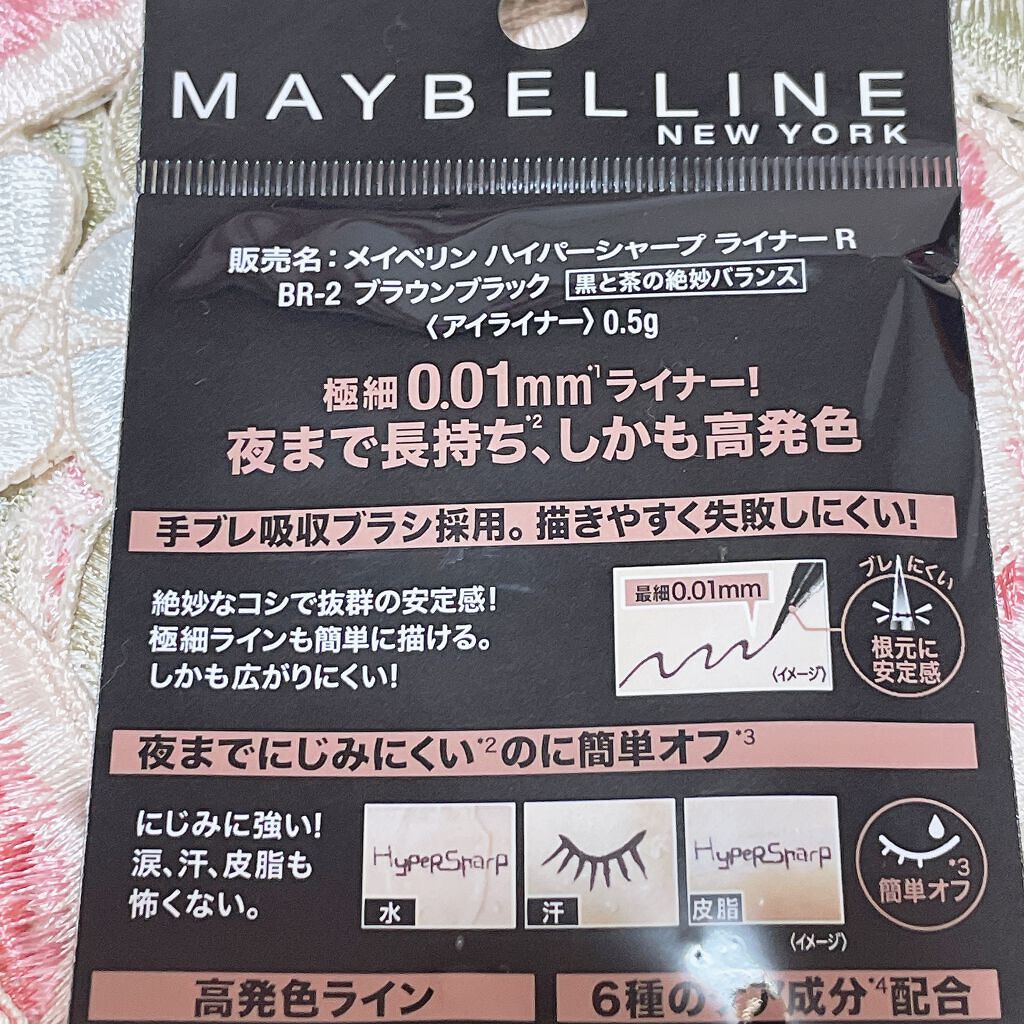 MAYBELLINE
NEW YORK
販売名:メイベリン ハイパーシャープ ライナー R
BR-2 ブラウンブラック 黒と茶の絶妙バランス
〈アイライナー〉0.5g
極細0.01mm*1ライナー!
夜まで長持ち*2、しかも高発色
手ブレ吸収ブラシ採用。描きやすく失敗しにくい!
絶妙なコシで抜群の安定感!
極細ラインも簡単に描ける。
しかも広がりにくい!
最細0.01mm
〈イメージ〉
ブレにくい
根元に
安定感
夜までにじみにくい*2のに簡単オフ*3
にじみに強い!
涙、汗、皮脂も
怖くない。
HyperSharp
水
汗
HyperSharp
皮脂
〈イメージ〉
*3
簡単オフ
高発色ライン
6種の ア成分*4配合